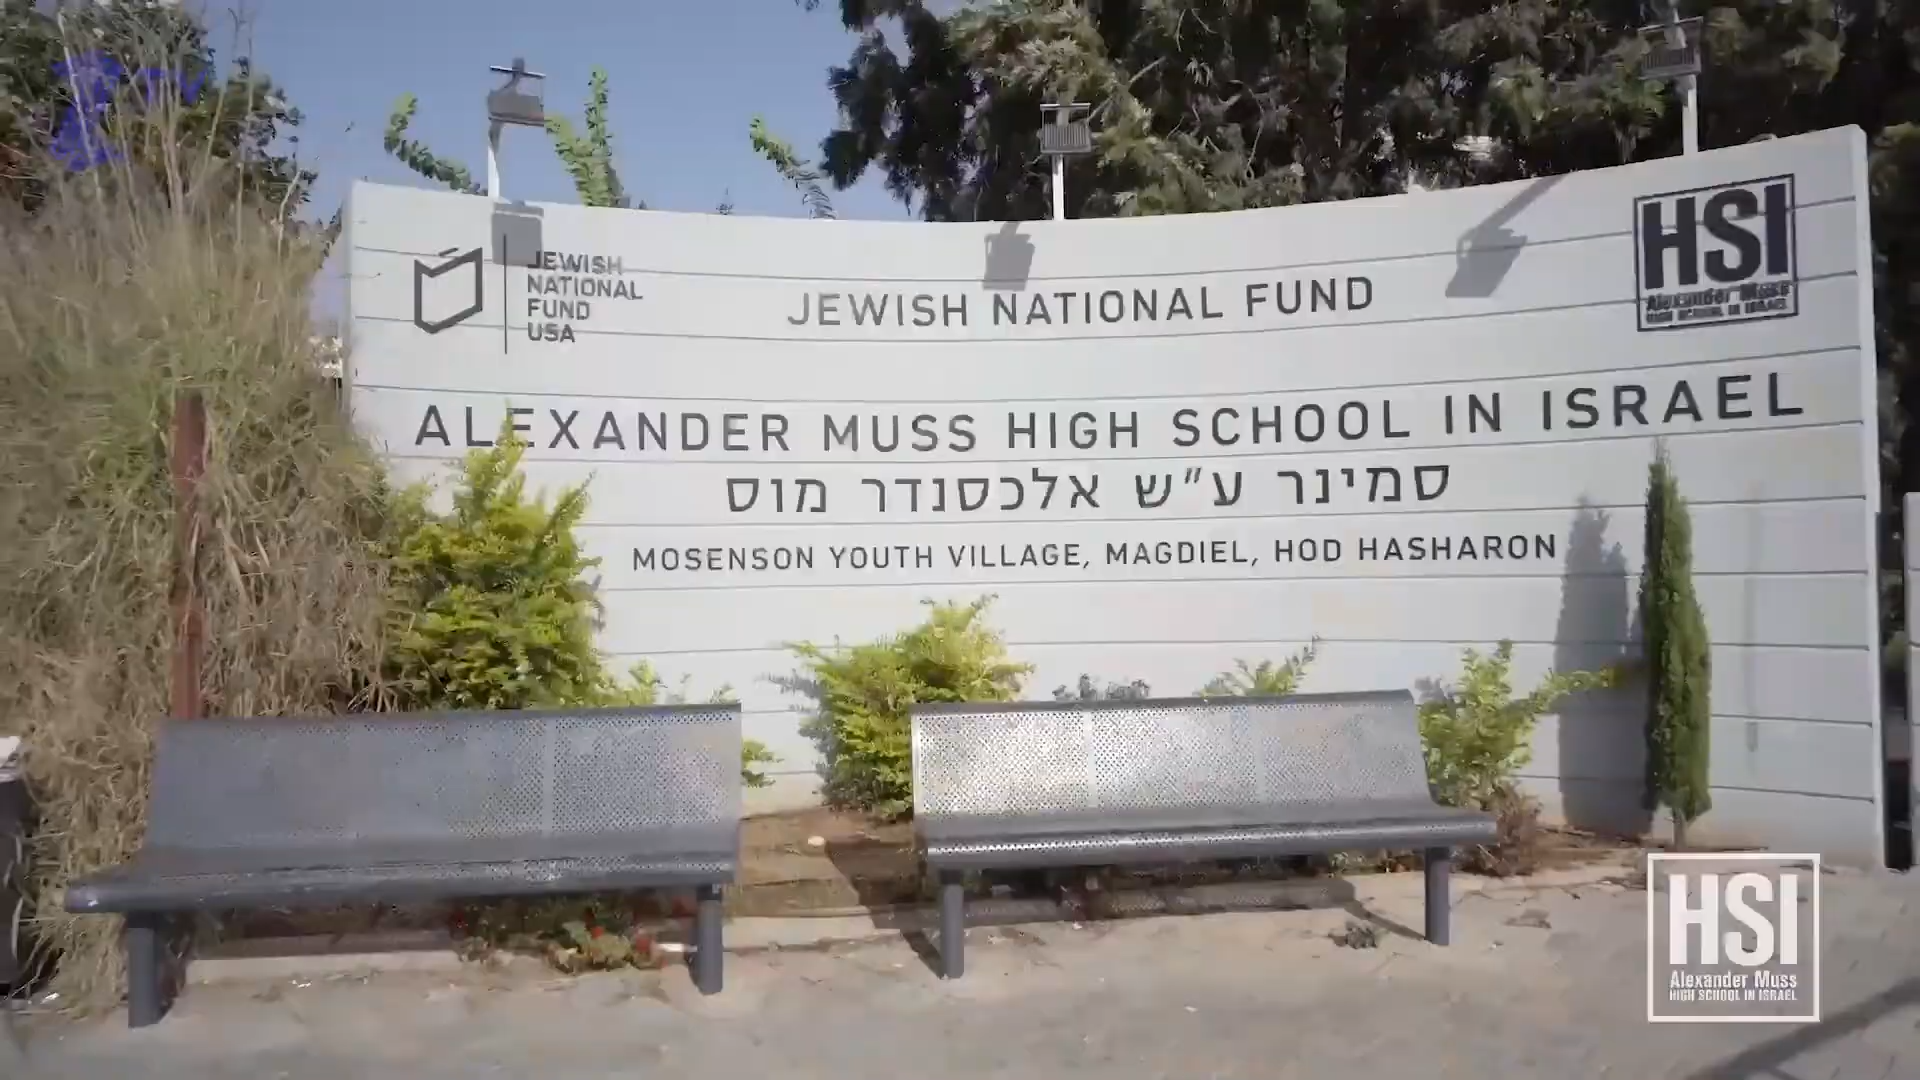 TV
JEWISH
NATIONAL
FUND
USA
JEWISH NATIONAL FUND
HSI
Alexander Muss
HIGH SCHOOL IN ISRAEL
ALEXANDER MUSS HIGH SCHOOL IN ISRAEL
סמינר ע״ש אלכסנדר מוס
MOSENSON YOUTH VILLAGE, MAGDIEL, HOD HASHARON
HSI
Alexander Muss
HIGH SCHOOL IN ISRAEL